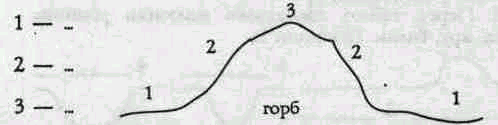 3
1 — ...
2 2
2 — ...
1 1
3 — ...
горб